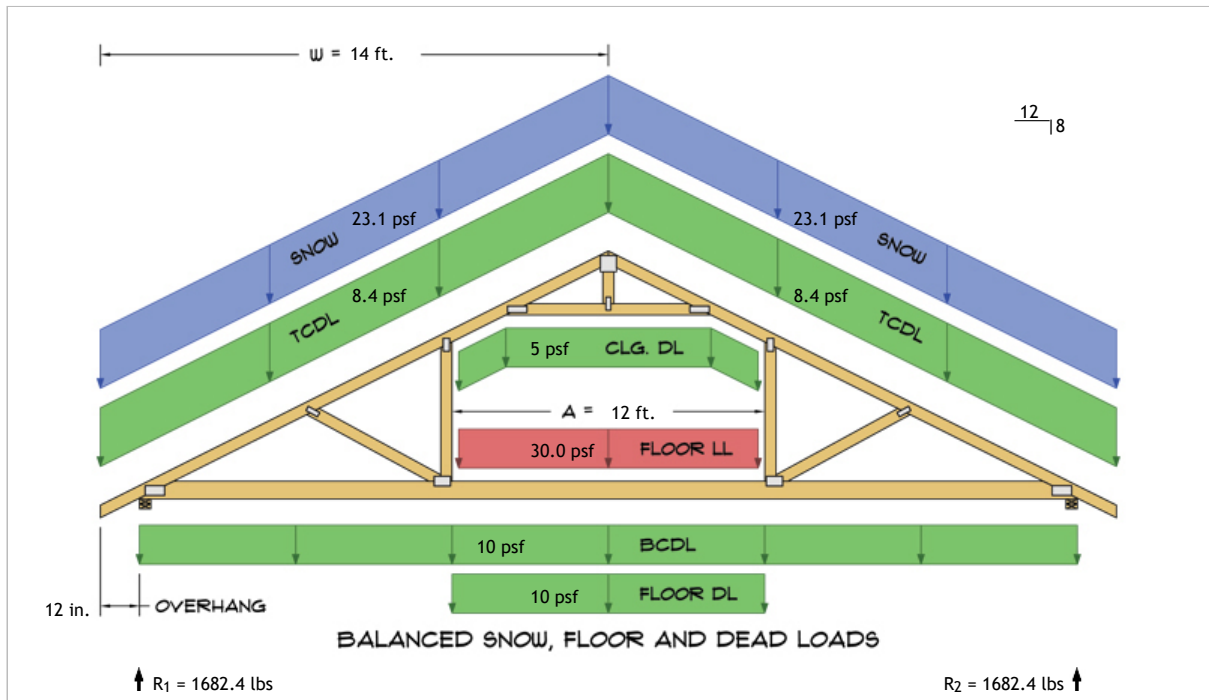 W = 14 ft.
12
8
23.1 psf
23.1 psf
SNOW
SNOW
8.4 psf
8.4 psf
TCDL
TCDL
5 psf CLG. DL
A = 12 ft.
30.0 psf FLOOR LL
10 psf BCDL
10 psf FLOOR DL
12 in. OVERHANG
BALANCED SNOW, FLOOR AND DEAD LOADS
R₁ = 1682.4 lbs
R₂ = 1682.4 lbs